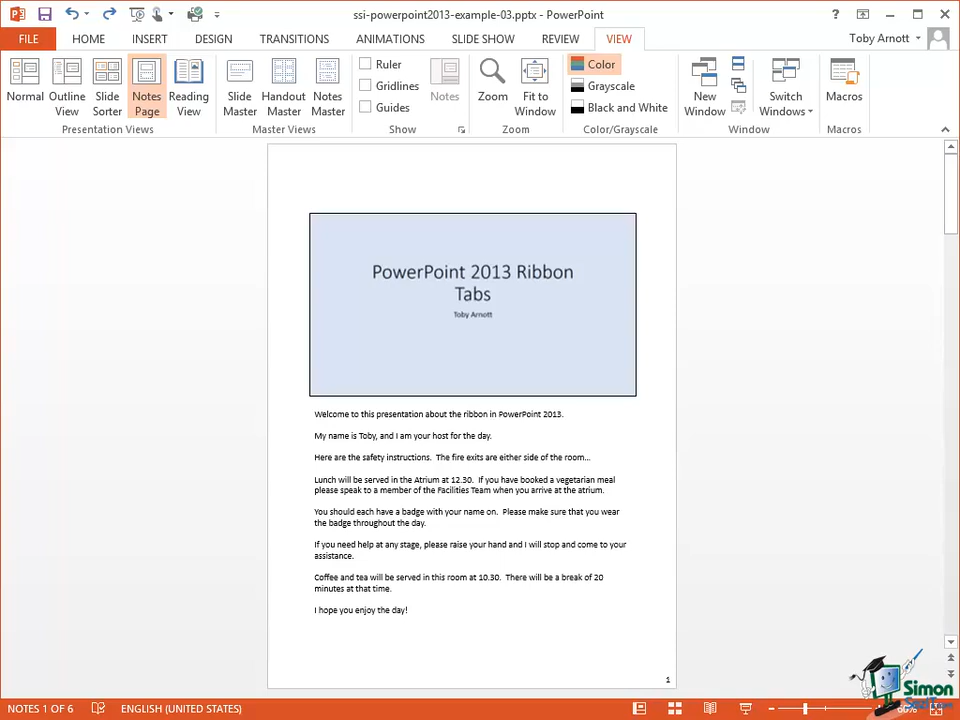 ssi-powerpoint2013-example-03.pptx - PowerPoint
?
FILE HOME INSERT DESIGN TRANSITIONS ANIMATIONS SLIDE SHOW REVIEW VIEW Toby Arnott
Normal Outline View Slide Sorter Notes Page Reading View
Presentation Views
Slide Master Handout Master Notes Master
Master Views
Ruler
Gridlines
Guides
Notes
Show
Zoom Fit to Window
Zoom
Color
Grayscale
Black and White
Color/Grayscale
New Window Switch Windows
Window
Macros
Macros
PowerPoint 2013 Ribbon
Tabs
Toby Arnott
Welcome to this presentation about the ribbon in PowerPoint 2013.
My name is Toby, and I am your host for the day.
Here are the safety instructions.  The fire exits are either side of the room...
Lunch will be served in the Atrium at 12.30.  If you have booked a vegetarian meal
please speak to a member of the Facilities Team when you arrive at the atrium.
You should each have a badge with your name on.  Please make sure that you wear
the badge throughout the day.
If you need help at any stage, please raise your hand and I will stop and come to your
assistance.
Coffee and tea will be served in this room at 10.30.  There will be a break of 20
minutes at that time.
I hope you enjoy the day!
1
NOTES 1 OF 6 ENGLISH (UNITED STATES)
Simon